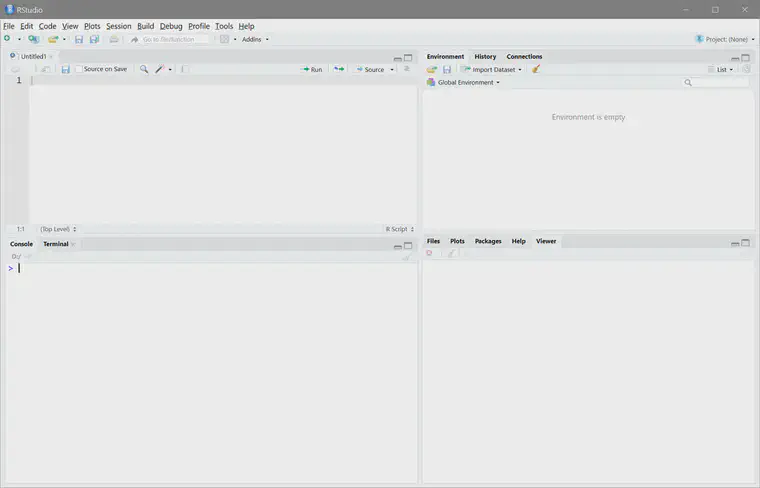 RStudio
File Edit Code View Plots Session Build Debug Profile Tools Help
Go to file/function Addins Project: (None)
Untitled1
Source on Save Run Source
1
1:1 (Top Level) R Script
Console Terminal
>
Environment History Connections
Import Dataset List
Global Environment
Environment is empty
Files Plots Packages Help Viewer